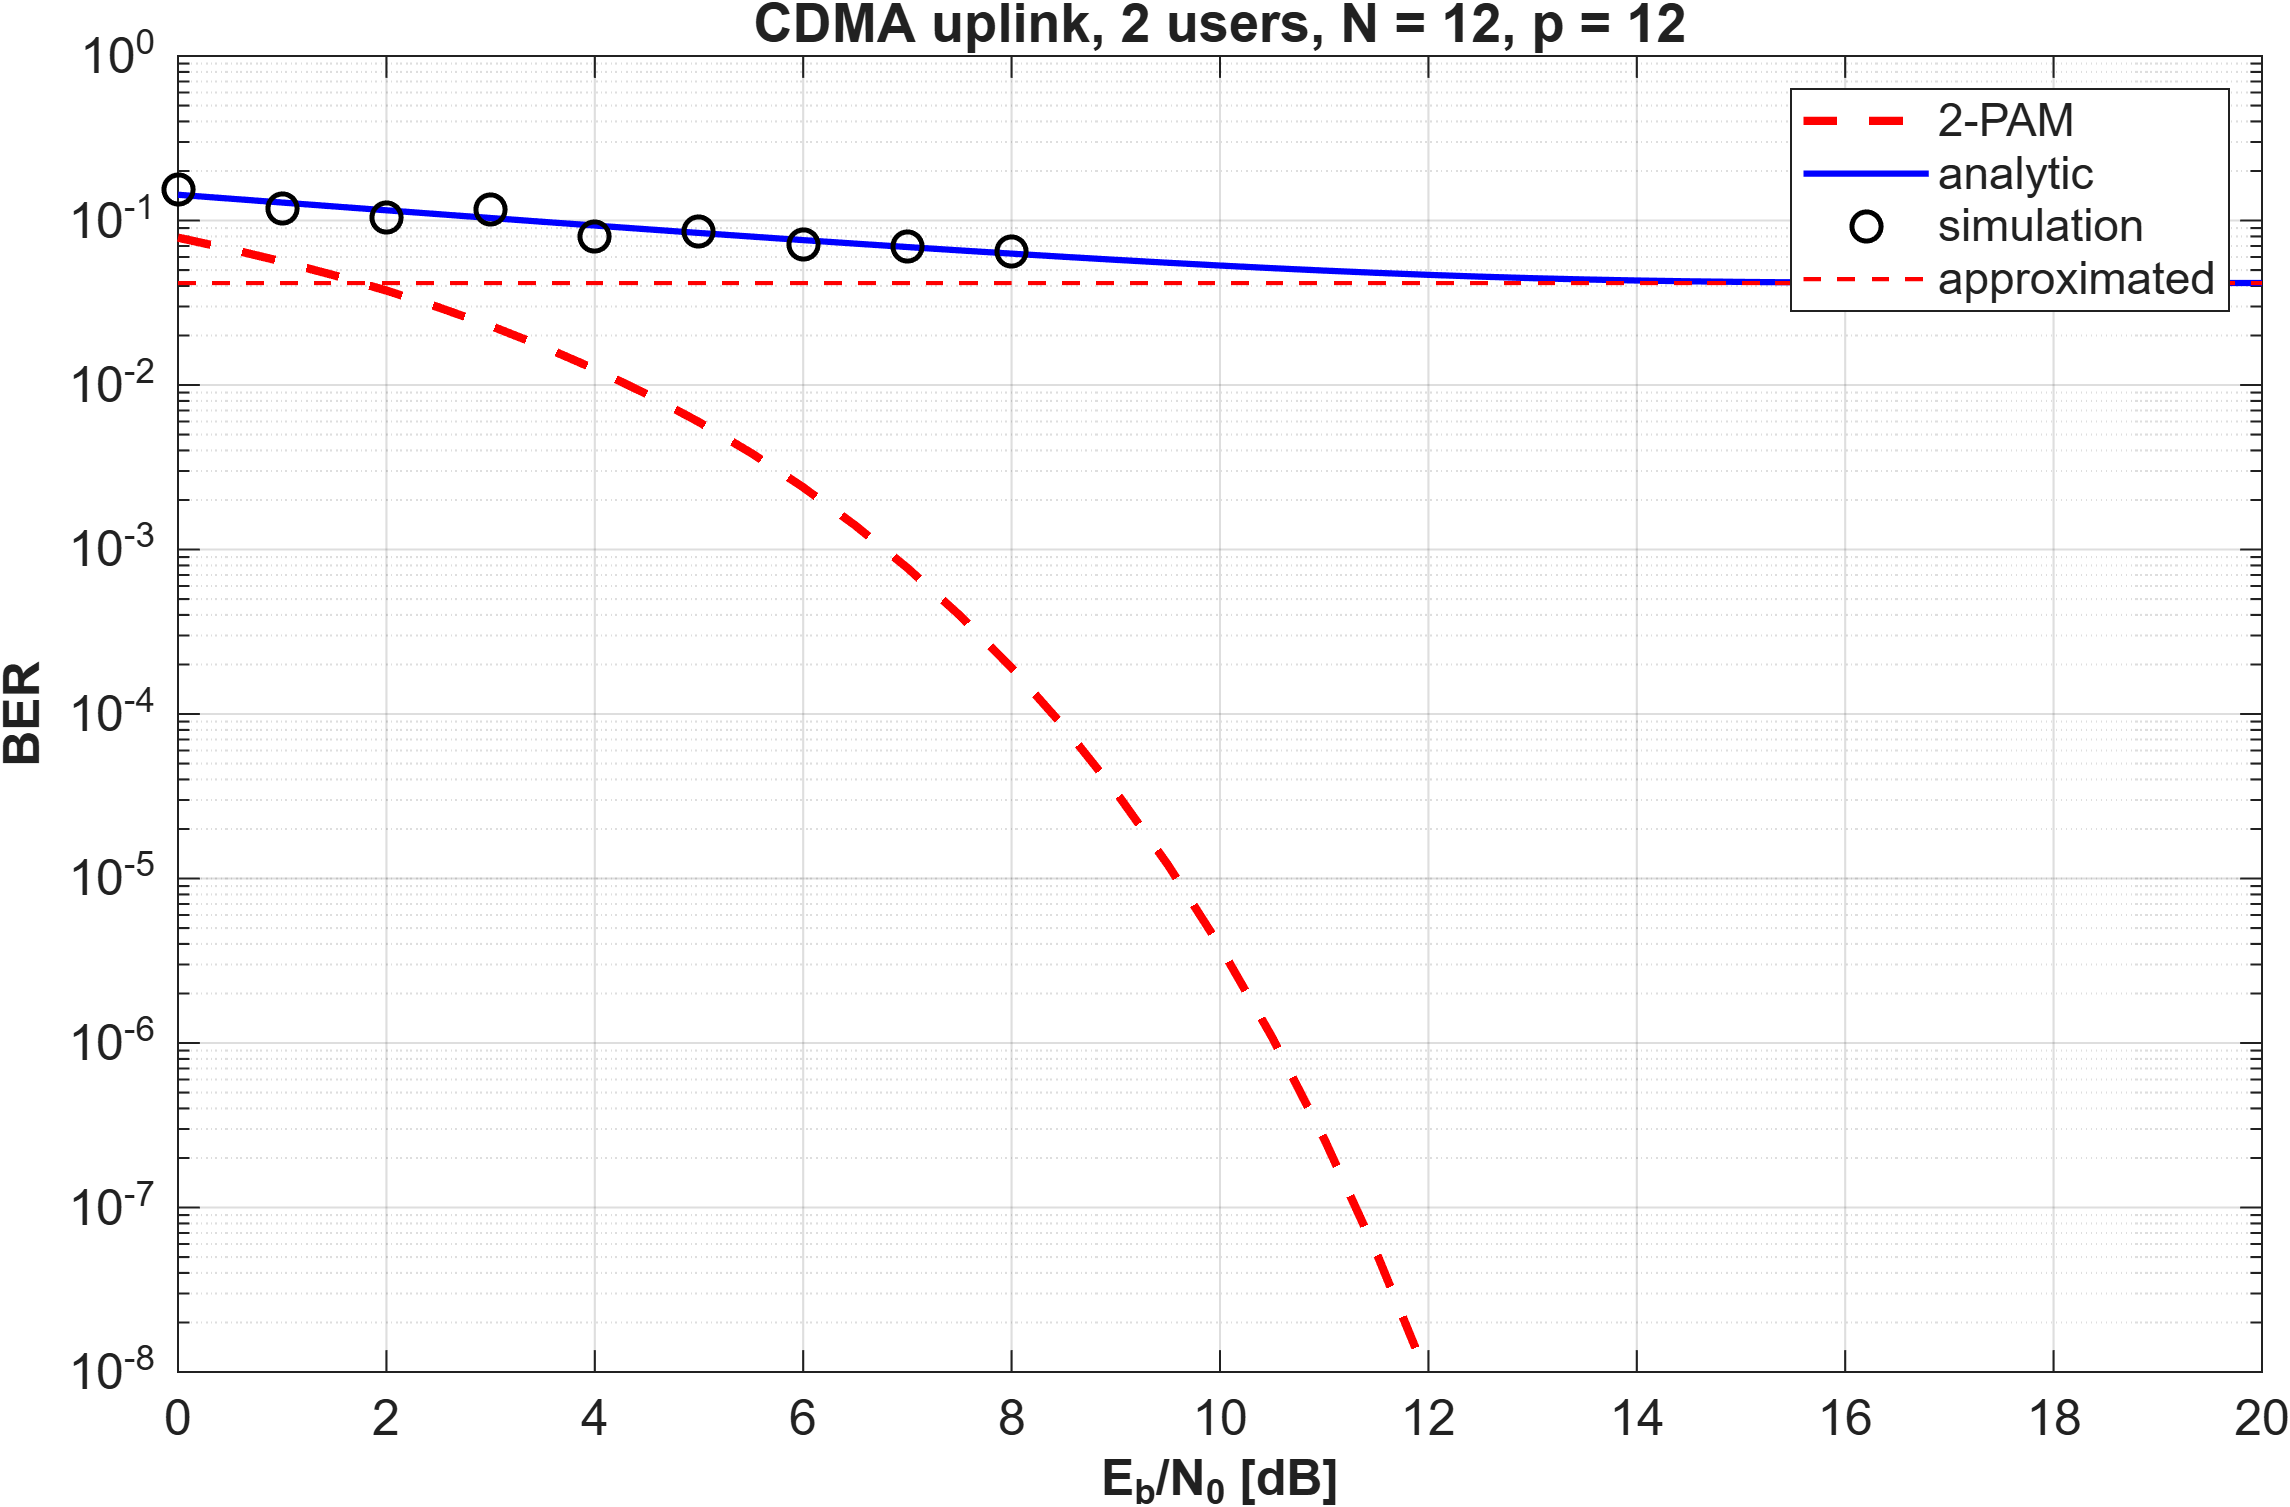 CDMA uplink, 2 users, N = 12, p = 12
10^0
10^-1
10^-2
10^-3
10^-4
10^-5
10^-6
10^-7
10^-8
BER
2-PAM
analytic
simulation
approximated
0 2 4 6 8 10 12 14 16 18 20
E_b/N_0 [dB]